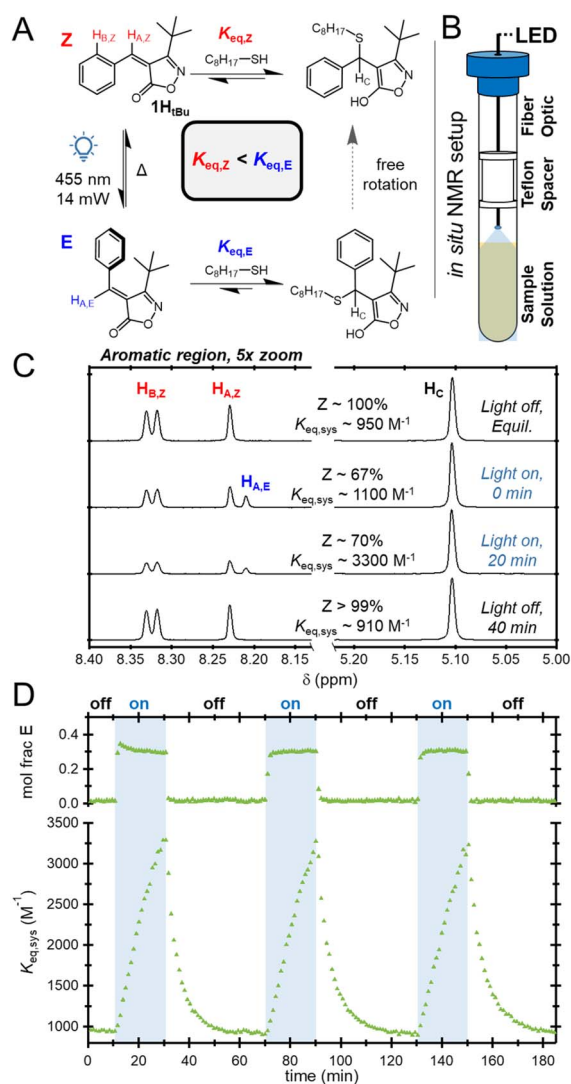 A
Z
H_B,Z H_A,Z
K_eq,Z
C₈H₁₇–SH
O
N
O
1H_tBu
C₈H₁₇
S
H_C
HO
O
N
455 nm
14 mW
Δ
K_eq,Z < K_eq,E
free
rotation
E
H_A,E
O
O
N
K_eq,E
C₈H₁₇–SH
C₈H₁₇
S
H_C
HO
O
N
B
LED
in situ NMR setup
Fiber
Optic
Teflon
Spacer
Sample
Solution
C
Aromatic region, 5x zoom
H_B,Z H_A,Z H_C
Z ~ 100%
K_eq,sys ~ 950 M⁻¹
Light off,
Equil.
H_A,E
Z ~ 67%
K_eq,sys ~ 1100 M⁻¹
Light on,
0 min
Z ~ 70%
K_eq,sys ~ 3300 M⁻¹
Light on,
20 min
Z > 99%
K_eq,sys ~ 910 M⁻¹
Light off,
40 min
8.40 8.35 8.30 8.25 8.20 8.15 5.20 5.15 5.10 5.05 5.00
δ (ppm)
D
off on off on off on off
mol frac E
0.4
0.2
0.0
K_eq,sys (M⁻¹)
3500
3000
2500
2000
1500
1000
0 20 40 60 80 100 120 140 160 180
time (min)